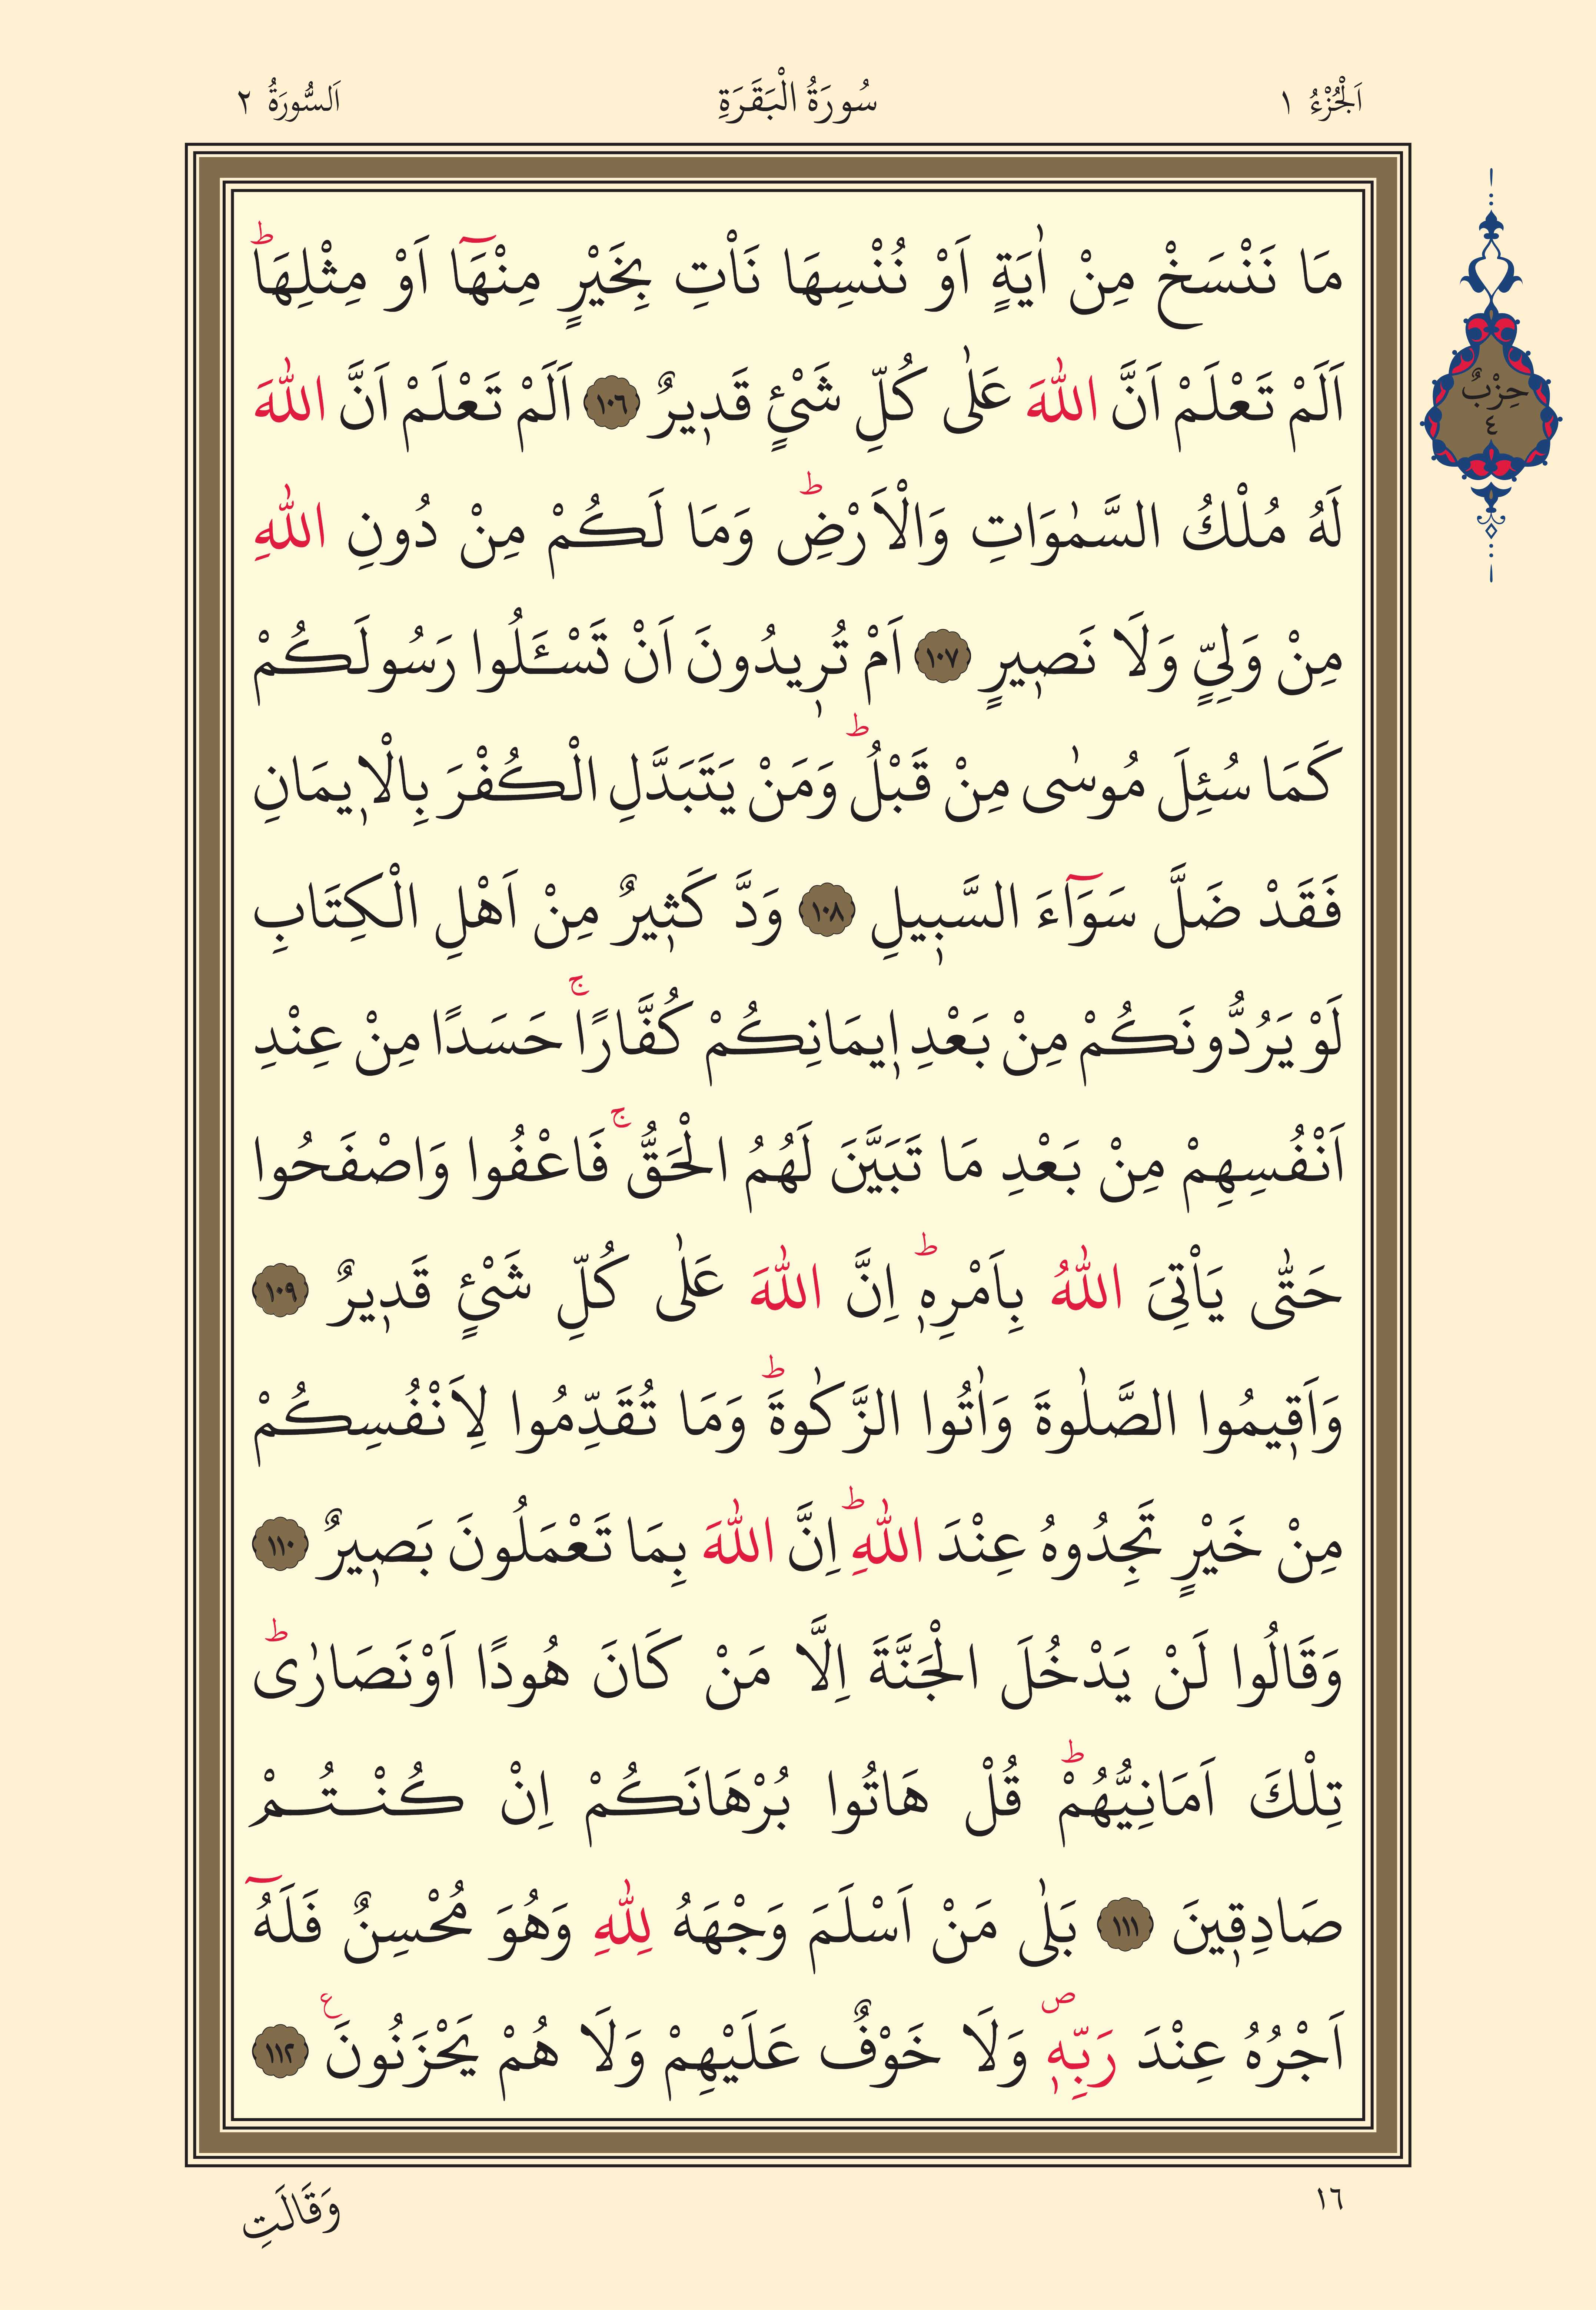 اَلْجُزْءُ ١
سُورَةُ الْبَقَرَةِ
اَلسُّورَةُ ٢
حِزْبٌ
٤
مَا نَنْسَخْ مِنْ اٰيَةٍ اَوْ نُنْسِهَا نَاْتِ بِخَيْرٍ مِنْهَٓا اَوْ مِثْلِهَاۜ
اَلَمْ تَعْلَمْ اَنَّ اللّٰهَ عَلٰى كُلِّ شَيْءٍ قَد۪يرٌ ١٠٦ اَلَمْ تَعْلَمْ اَنَّ اللّٰهَ
لَهُ مُلْكُ السَّمٰوَاتِ وَالْاَرْضِۜ وَمَا لَكُمْ مِنْ دُونِ اللّٰهِ
مِنْ وَلِيٍّ وَلَا نَص۪يرٍ ١٠٧ اَمْ تُر۪يدُونَ اَنْ تَسْـَٔلُوا رَسُولَكُمْ
كَمَا سُئِلَ مُوسٰى مِنْ قَبْلُۜ وَمَنْ يَتَبَدَّلِ الْكُفْرَ بِالْا۪يمَانِ
فَقَدْ ضَلَّ سَوَٓاءَ السَّب۪يلِ ١٠٨ وَدَّ كَث۪يرٌ مِنْ اَهْلِ الْكِتَابِ
لَوْ يَرُدُّونَكُمْ مِنْ بَعْدِ ا۪يمَانِكُمْ كُفَّارًاۚ حَسَدًا مِنْ عِنْدِ
اَنْفُسِهِمْ مِنْ بَعْدِ مَا تَبَيَّنَ لَهُمُ الْحَقُّۚ فَاعْفُوا وَاصْفَحُوا
حَتّٰى يَاْتِيَ اللّٰهُ بِاَمْرِه۪ۜ اِنَّ اللّٰهَ عَلٰى كُلِّ شَيْءٍ قَد۪يرٌ ١٠٩
وَاَق۪يمُوا الصَّلٰوةَ وَاٰتُوا الزَّكٰوةَۜ وَمَا تُقَدِّمُوا لِاَنْفُسِكُمْ
مِنْ خَيْرٍ تَجِدُوهُ عِنْدَ اللّٰهِۜ اِنَّ اللّٰهَ بِمَا تَعْمَلُونَ بَص۪يرٌ ١١٠
وَقَالُوا لَنْ يَدْخُلَ الْجَنَّةَ اِلَّا مَنْ كَانَ هُودًا اَوْ نَصَارٰىۜ
تِلْكَ اَمَانِيُّهُمْۜ قُلْ هَاتُوا بُرْهَانَكُمْ اِنْ كُنْتُمْ
صَادِق۪ينَ ١١١ بَلٰى مَنْ اَسْلَمَ وَجْهَهُ لِلّٰهِ وَهُوَ مُحْسِنٌ فَلَهُٓ
اَجْرُهُ عِنْدَ رَبِّه۪ۖ وَلَا خَوْفٌ عَلَيْهِمْ وَلَا هُمْ يَحْزَنُونَ۟ ١١٢
١٦
وَقَالَتِ